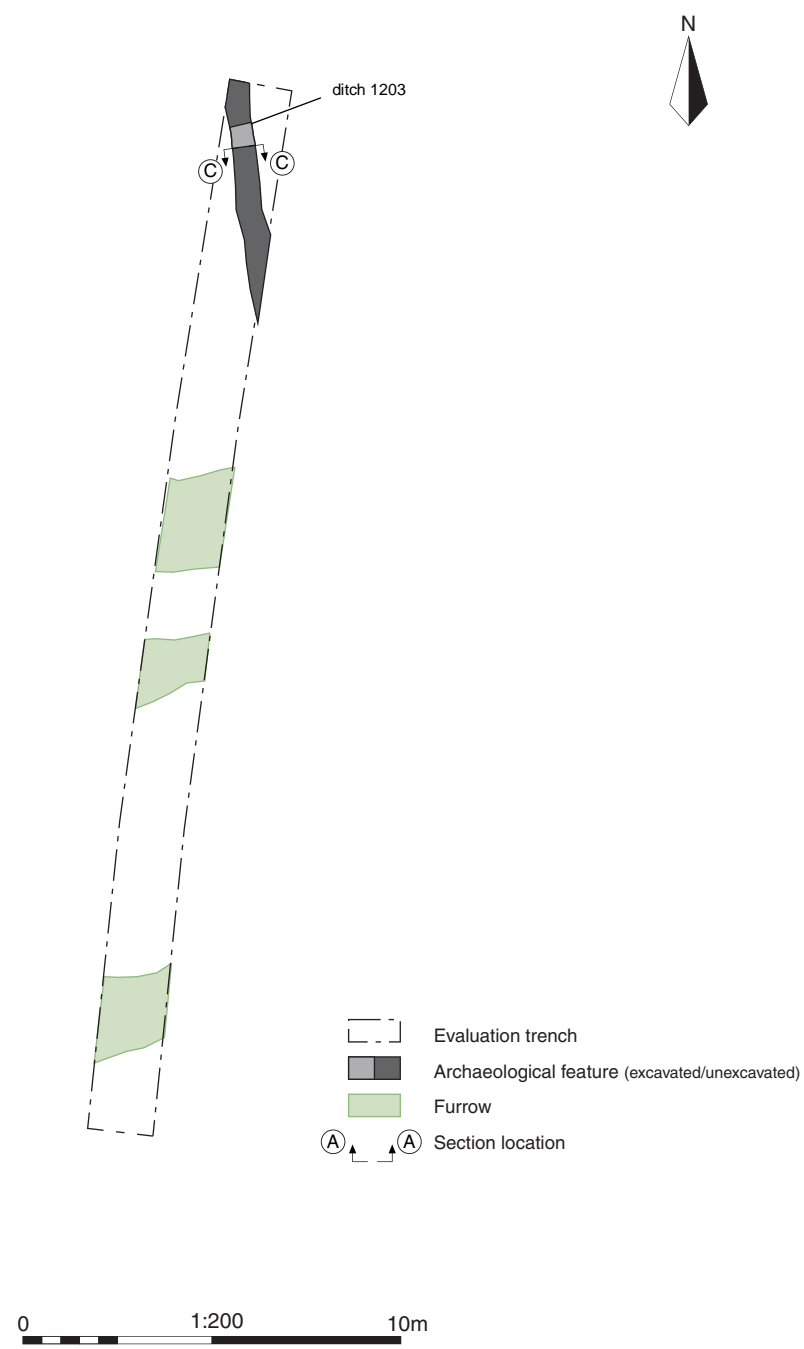 N
ditch 1203
C
C
Evaluation trench
Archaeological feature (excavated/unexcavated)
Furrow
A A Section location
0 1:200 10m